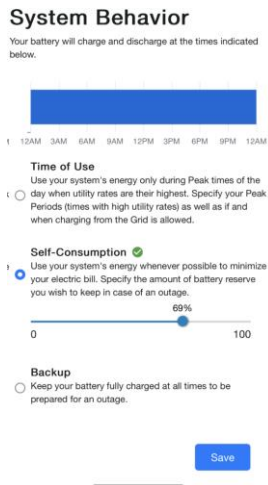 System Behavior
Your battery will charge and discharge at the times indicated
below.
12AM 3AM 6AM 9AM 12PM 3PM 6PM 9PM 12AM
Time of Use
Use your system's energy only during Peak times of the
day when utility rates are their highest. Specify your Peak
Periods (times with high utility rates) as well as if and
when charging from the Grid is allowed.
Self-Consumption
Use your system's energy whenever possible to minimize
your electric bill. Specify the amount of battery reserve
you wish to keep in case of an outage.
69%
0 100
Backup
Keep your battery fully charged at all times to be
prepared for an outage.
Save